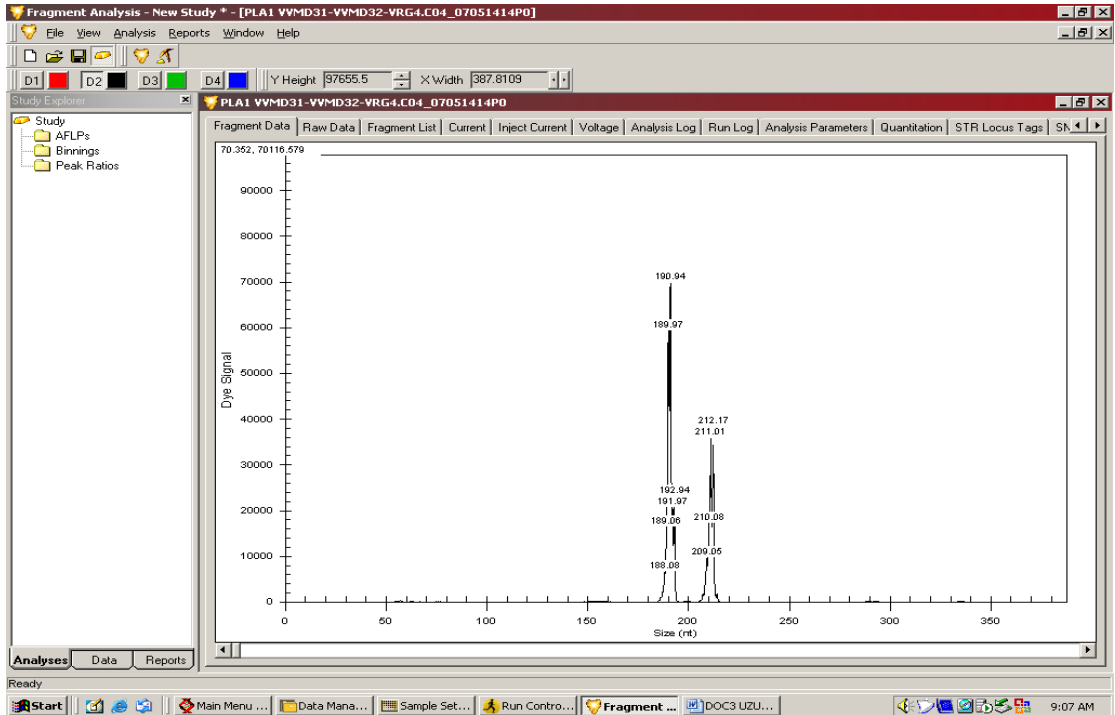 Fragment Analysis - New Study * - [PLA1 VVMD31-VVMD32-VRG4.C04_07051414P0]
File View Analysis Reports Window Help
D1 D2 D3 D4 Y Height 97655.5 X Width 387.8109
Study Explorer
Study
AFLPs
Binnings
Peak Ratios
PLA1 VVMD31-VVMD32-VRG4.C04_07051414P0
Fragment Data Raw Data Fragment List Current Inject Current Voltage Analysis Log Run Log Analysis Parameters Quantitation STR Locus Tags SN
70.352, 70116.579
90000
80000
70000
60000
50000
40000
30000
20000
10000
0
Dye Signal
190.94
189.97
212.17
211.01
192.94
191.97
189.06
210.08
209.05
188.08
0 50 100 150 200 250 300 350
Size (nt)
Analyses Data Reports
Ready
Start Main Menu ... Data Mana... Sample Set... Run Contro... Fragment ... DOC3 UZU... 9:07 AM